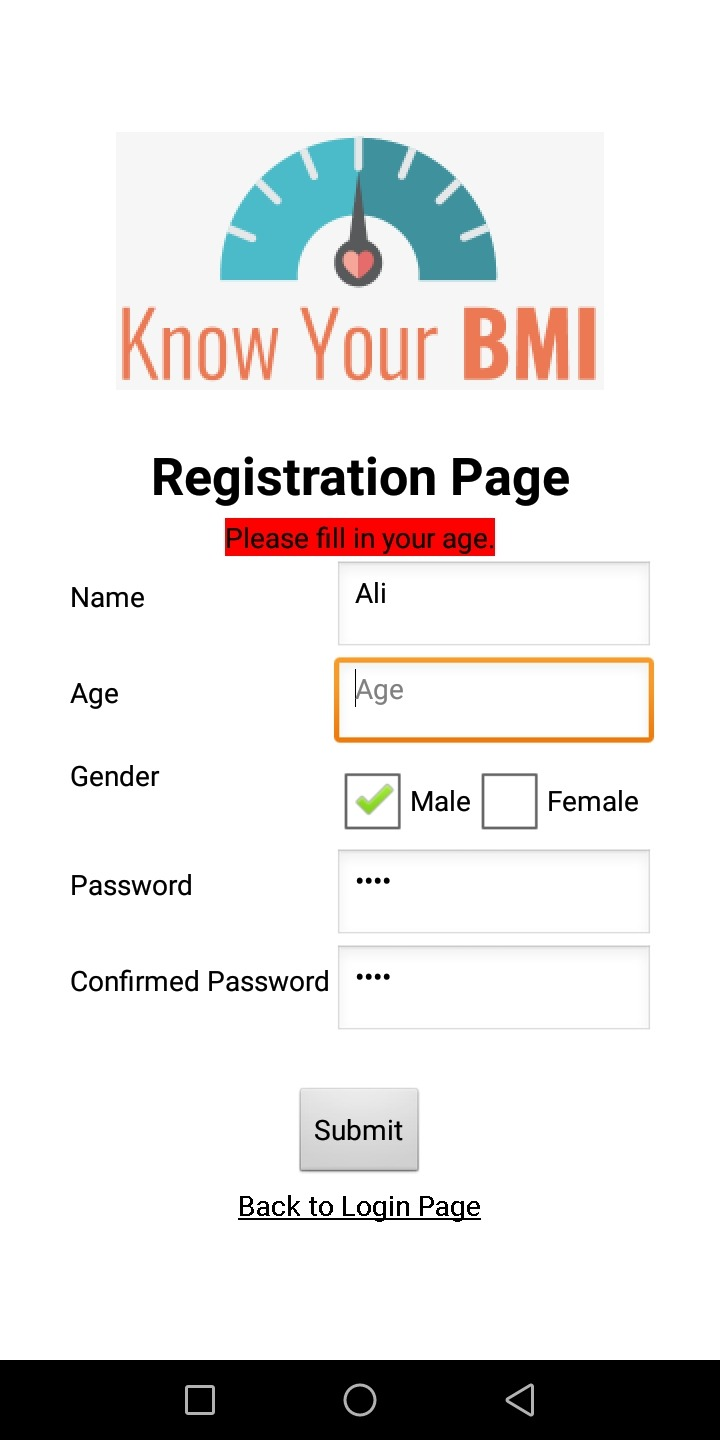 Know Your BMI
Registration Page
Please fill in your age.
Name Ali
Age Age
Gender Male Female
Password ••••
Confirmed Password ••••
Submit
Back to Login Page